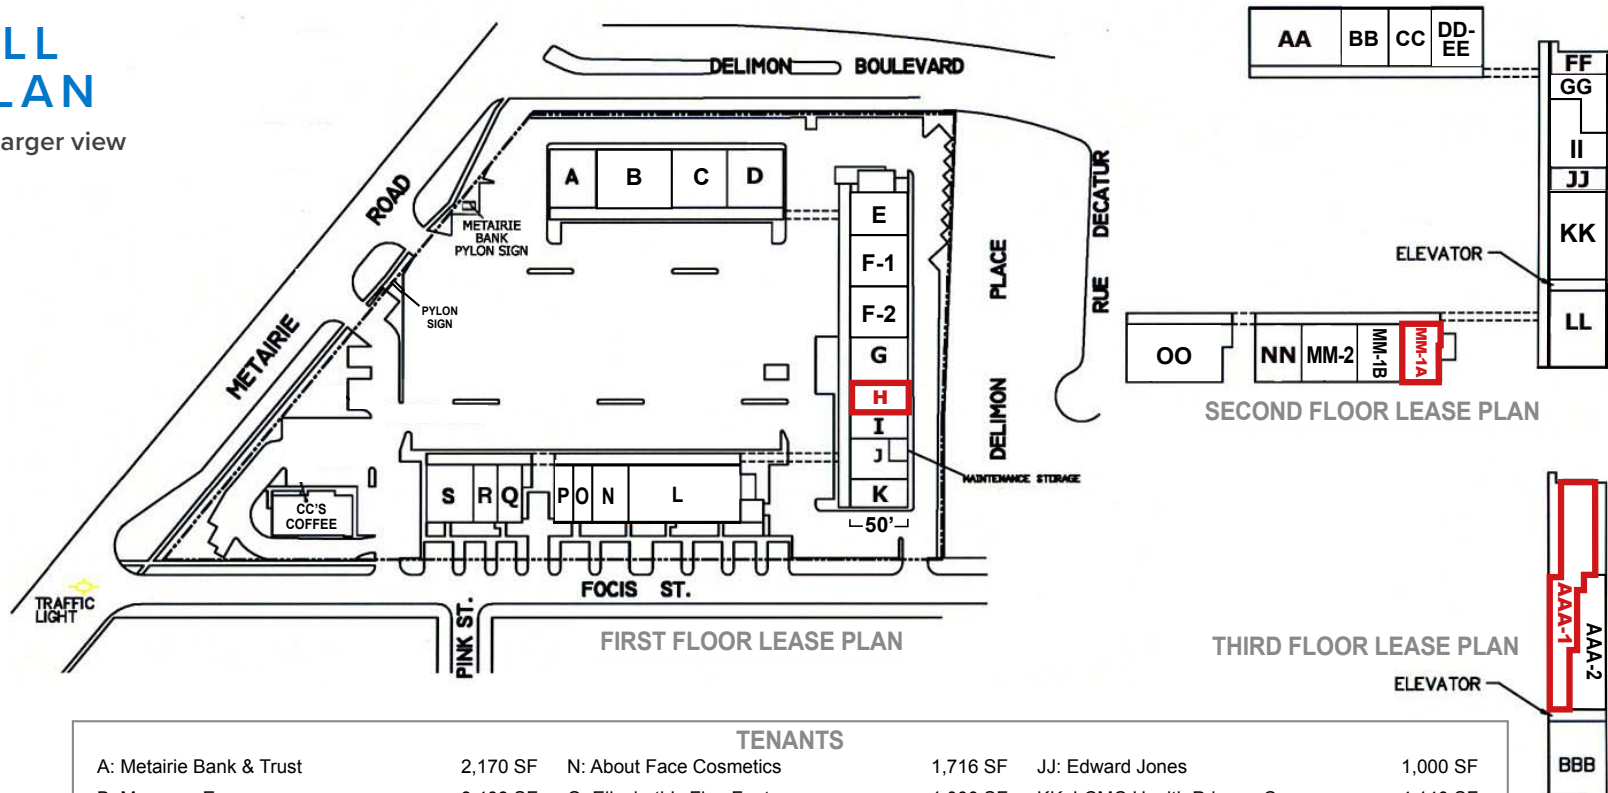 LL
LAN
arger view
DELIMON BOULEVARD
METAIRIE ROAD
METAIRIE
BANK
PYLON SIGN
PYLON
SIGN
A B C D
E
F-1
F-2
G
H
I
J
K
50'
MAINTENANCE STORAGE
DELIMON PLACE
RUE DECATUR
S R Q P O N L
CC'S
COFFEE
TRAFFIC
LIGHT
FOCIS ST.
PINK ST.
FIRST FLOOR LEASE PLAN
AA BB CC DD-
EE
FF
GG
II
JJ
KK
ELEVATOR
LL
OO NN MM-2 MM-1B MM-1A
SECOND FLOOR LEASE PLAN
AAA-1
AAA-2
THIRD FLOOR LEASE PLAN
ELEVATOR
BBB
TENANTS
A: Metairie Bank & Trust 2,170 SF N: About Face Cosmetics 1,716 SF JJ: Edward Jones 1,000 SF